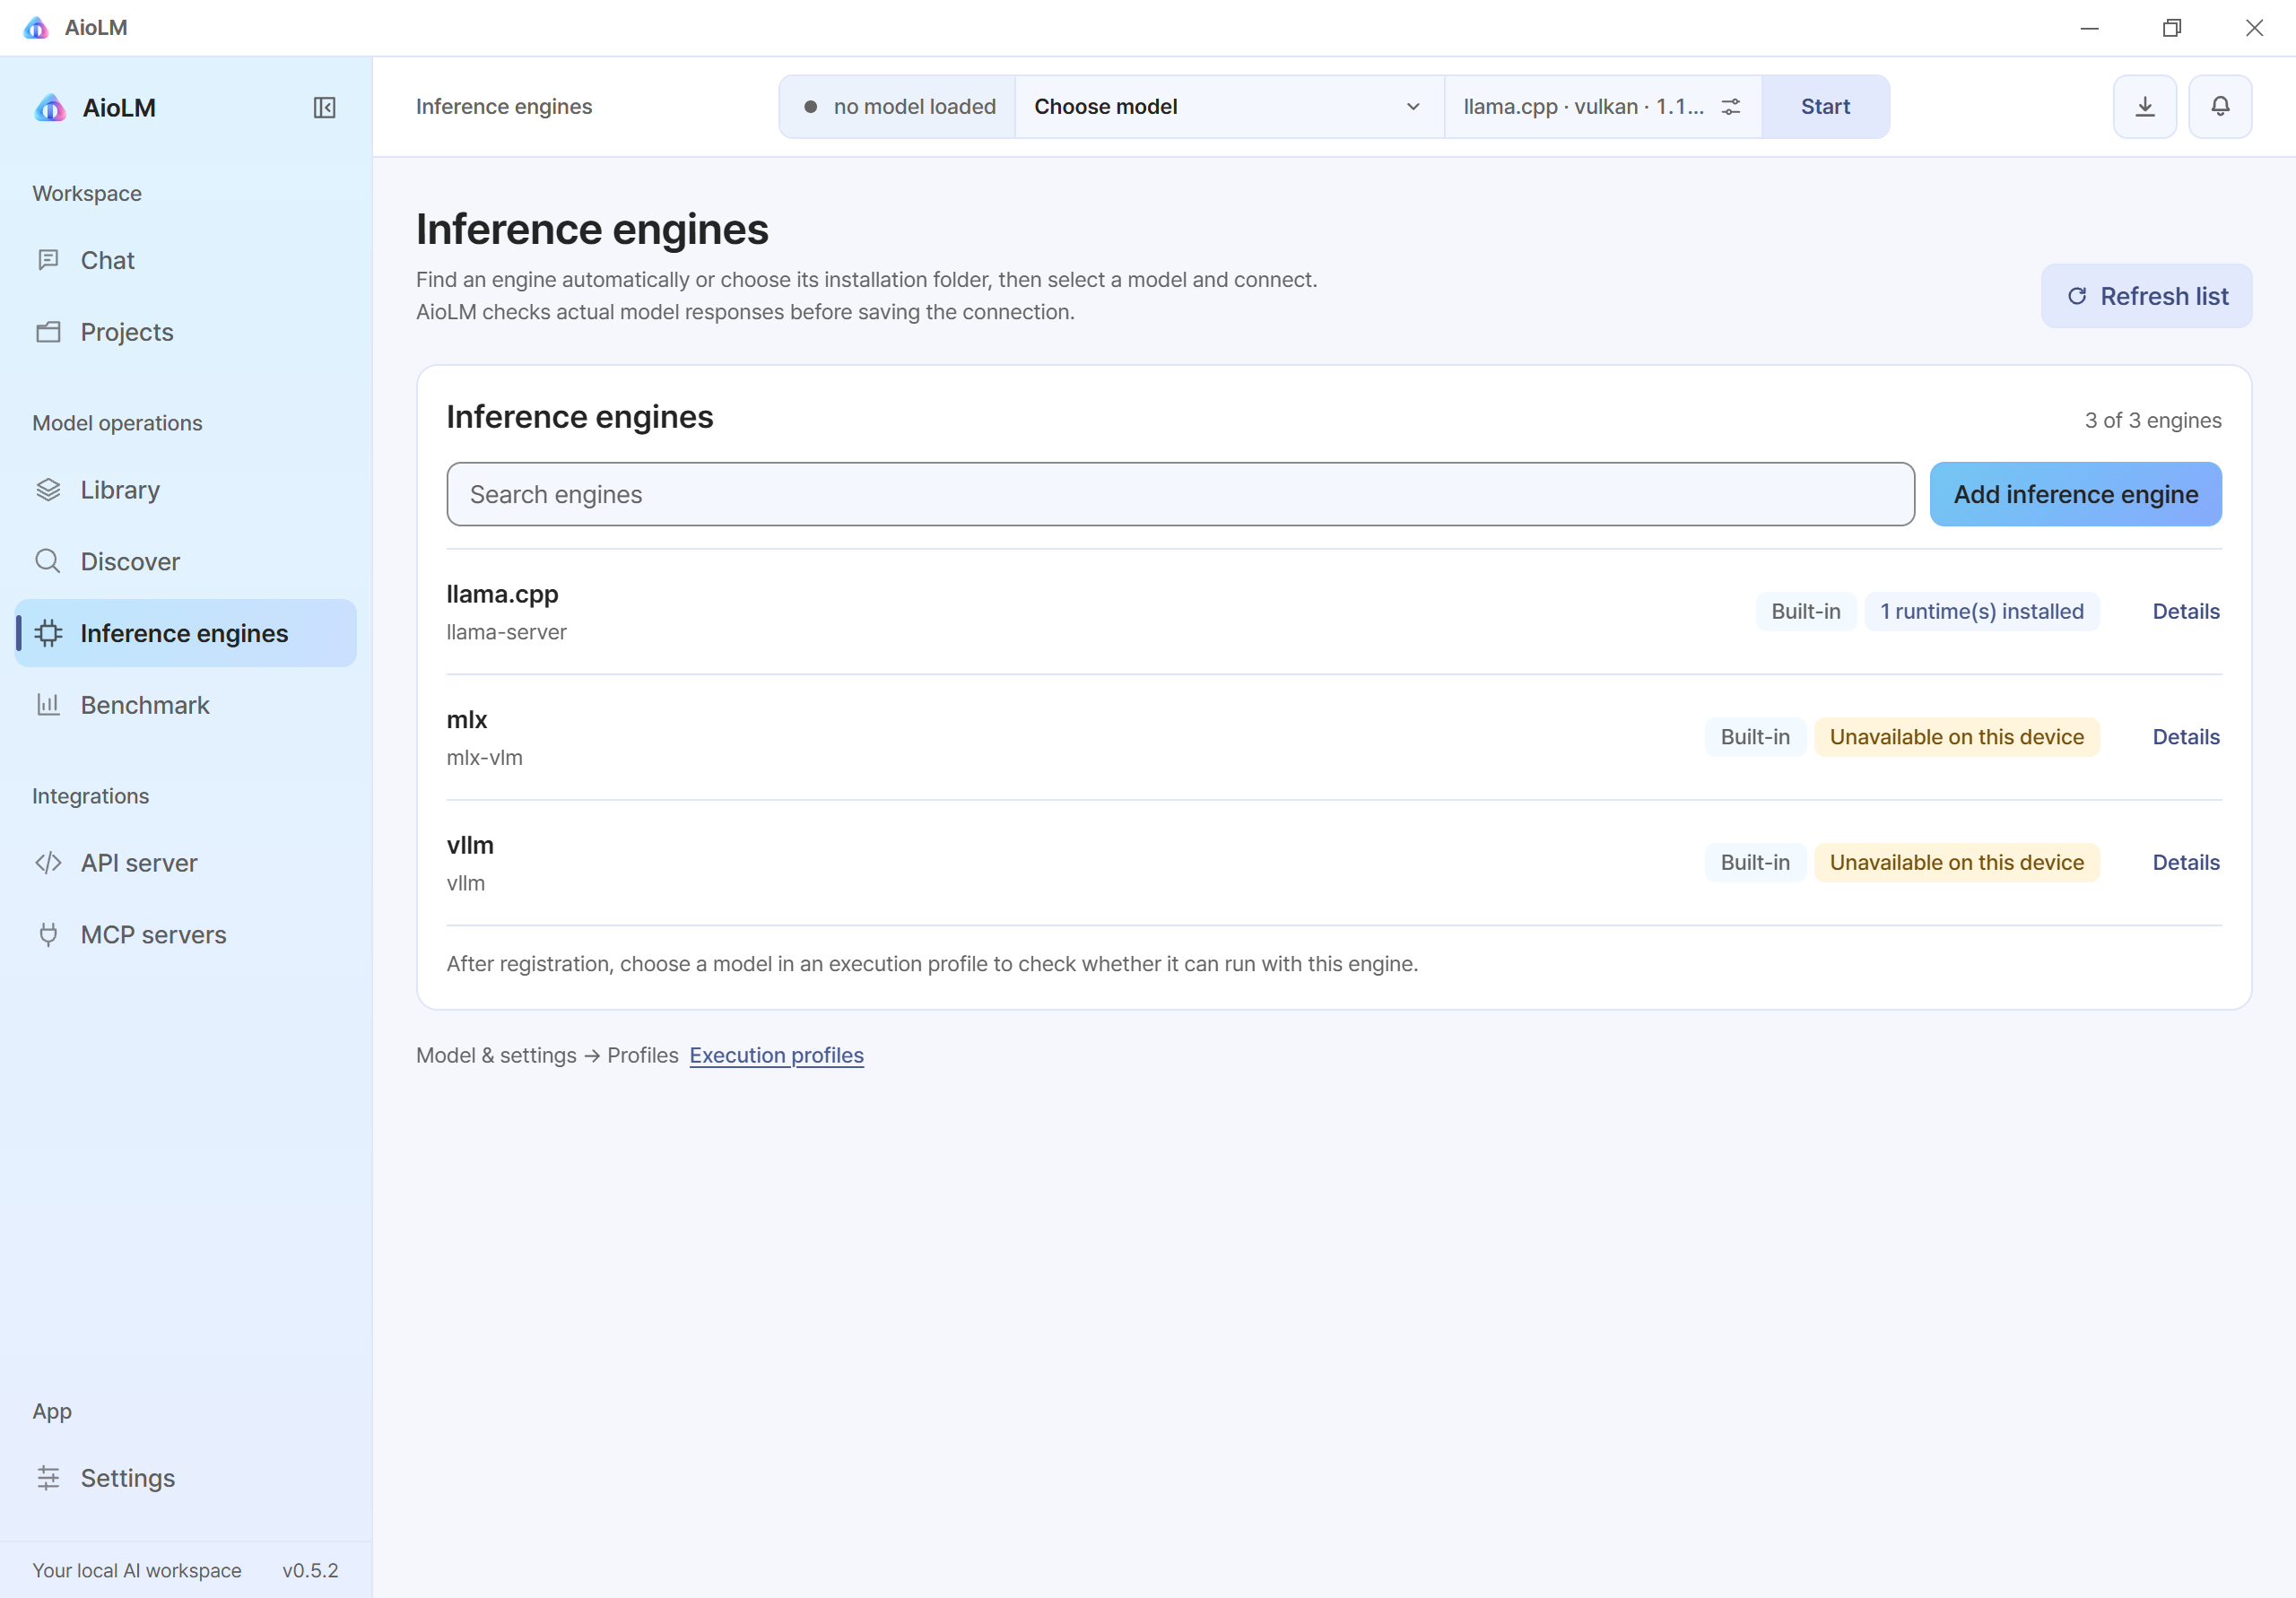 AioLM
AioLM
Workspace
Chat
Projects
Model operations
Library
Discover
Inference engines
Benchmark
Integrations
API server
MCP servers
App
Settings
Your local AI workspace v0.5.2
Inference engines
no model loaded
Choose model
llama.cpp · vulkan · 1.1...
Start
Inference engines
Find an engine automatically or choose its installation folder, then select a model and connect.
AioLM checks actual model responses before saving the connection.
Refresh list
Inference engines
3 of 3 engines
Search engines
Add inference engine
llama.cpp
llama-server
Built-in
1 runtime(s) installed
Details
mlx
mlx-vlm
Built-in
Unavailable on this device
Details
vllm
vllm
Built-in
Unavailable on this device
Details
After registration, choose a model in an execution profile to check whether it can run with this engine.
Model & settings → Profiles Execution profiles